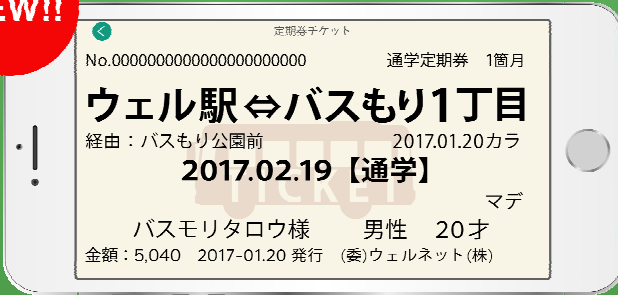 EW!!
定期券チケット
No.0000000000000000000000 通学定期券 1箇月
ウェル駅⇔バスもり1丁目
経由：バスもり公園前 2017.01.20カラ
2017.02.19【通学】
TICKET
マデ
バスモリタロウ様 男性 20才
金額：5,040 2017-01.20 発行 (委)ウェルネット(株)